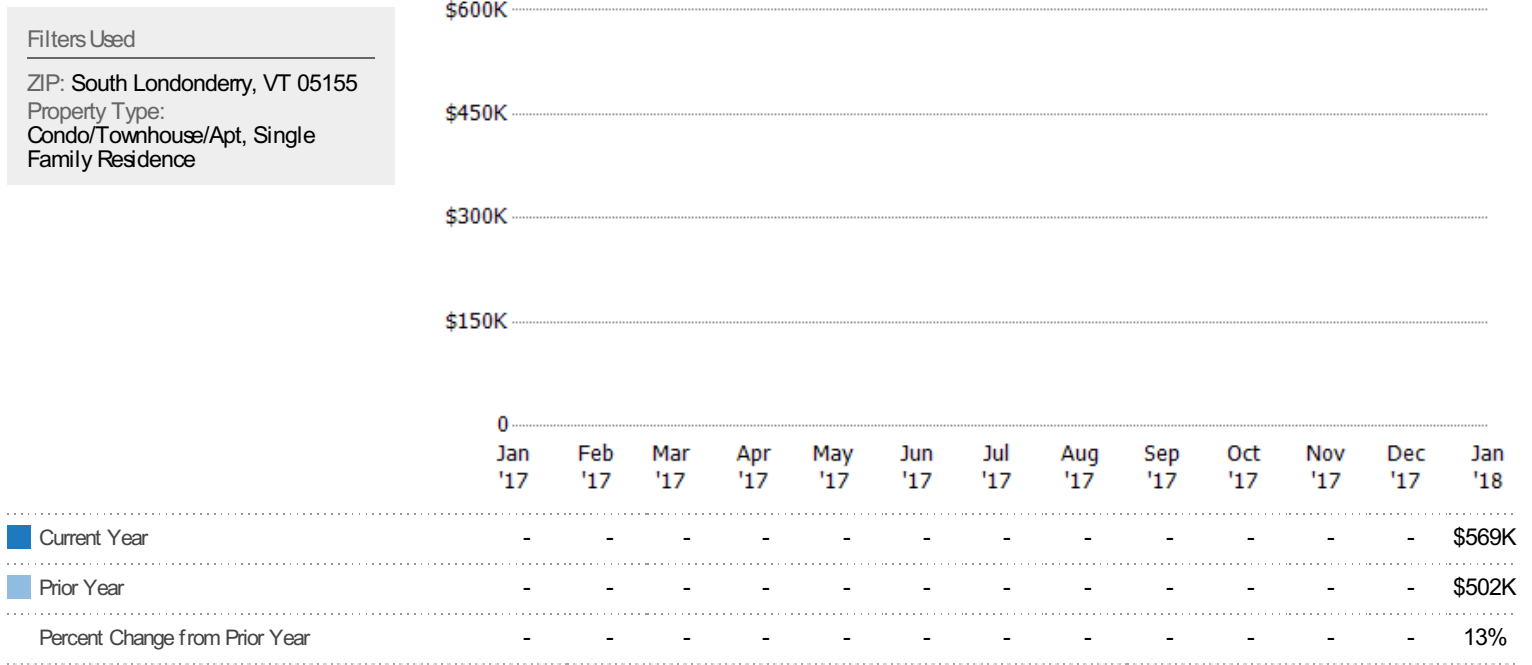 Filters Used
ZIP: South Londonderry, VT 05155
Property Type:
Condo/Townhouse/Apt, Single
Family Residence
$600K
$450K
$300K
$150K
0
Jan Feb Mar Apr May Jun Jul Aug Sep Oct Nov Dec Jan
'17 '17 '17 '17 '17 '17 '17 '17 '17 '17 '17 '17 '18
Current Year - - - - - - - - - - - - $569K
Prior Year - - - - - - - - - - - - $502K
Percent Change from Prior Year - - - - - - - - - - - - 13%